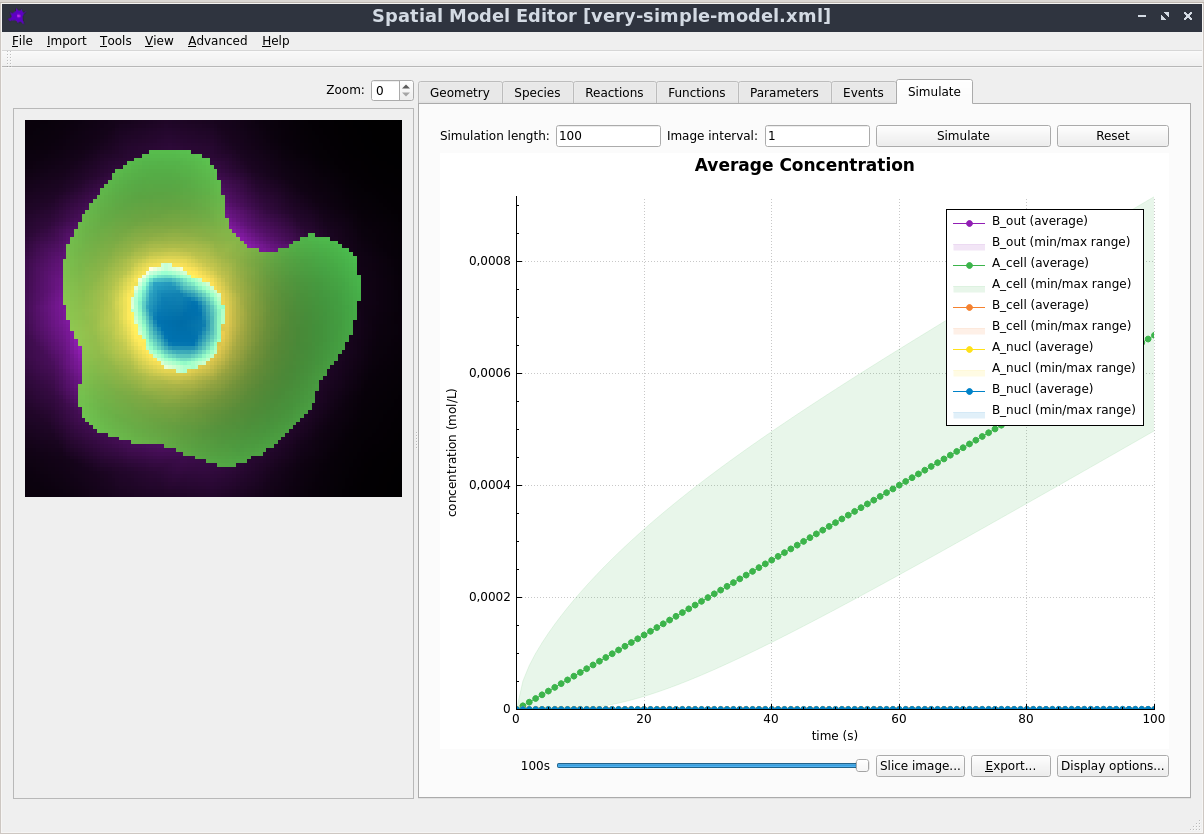 Spatial Model Editor [very-simple-model.xml]
File Import Tools View Advanced Help
Zoom: 0
Geometry Species Reactions Functions Parameters Events Simulate
Simulation length: 100 Image interval: 1 Simulate Reset
Average Concentration
B_out (average)
B_out (min/max range)
A_cell (average)
A_cell (min/max range)
B_cell (average)
B_cell (min/max range)
A_nucl (average)
A_nucl (min/max range)
B_nucl (average)
B_nucl (min/max range)
concentration (mol/L)
0,0008
0,0006
0,0004
0,0002
0
0 20 40 60 80 100
time (s)
100s Slice image... Export... Display options...